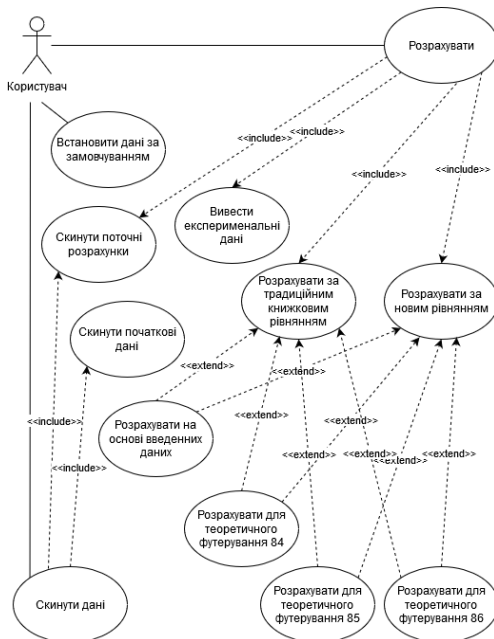 Розрахувати
Користувач
<<include>>
<<include>>
Встановити дані за
замовчуванням
<<include>>
<<include>>
Вивести
експерименальні
дані
Скинути поточні
розрахунки
Розрахувати за
традиційним
книжковим
рівнянням
Розрахувати за
новим рівнянням
Скинути початкові
дані
<<extend>>
<<extend>>
<<include>>
Розрахувати на
основі введенних
даних
<<extend>>
<<extend>>
<<extend>>
<<extend>>
<<include>>
<<extend>>
<<extend>>
Розрахувати для
теоретичного
футерування 84
Скинути дані
Розрахувати для
теоретичного
футерування 85
Розрахувати для
теоретичного
футерування 86